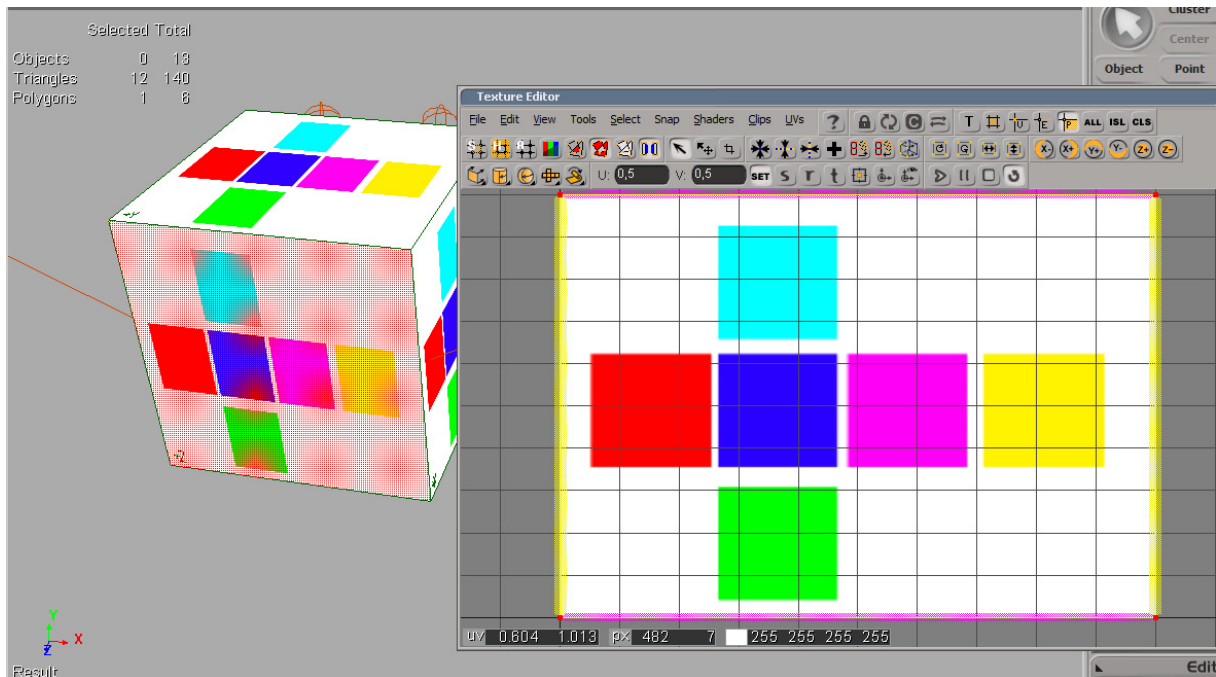 Selected Total
Objects 0 13
Triangles 12 140
Polygons 1 6
Cluster
Center
Object Point
Texture Editor
File Edit View Tools Select Snap Shaders Clips UVs ? T U E P ALL ISL CLS
X- X+ Y+ Y- Z+ Z-
U: 0,5 V: 0,5 SET s r t
+y
+z
Y
X
Z
uv 0.604 1.013 px 482 7 255 255 255 255
Result
Edit